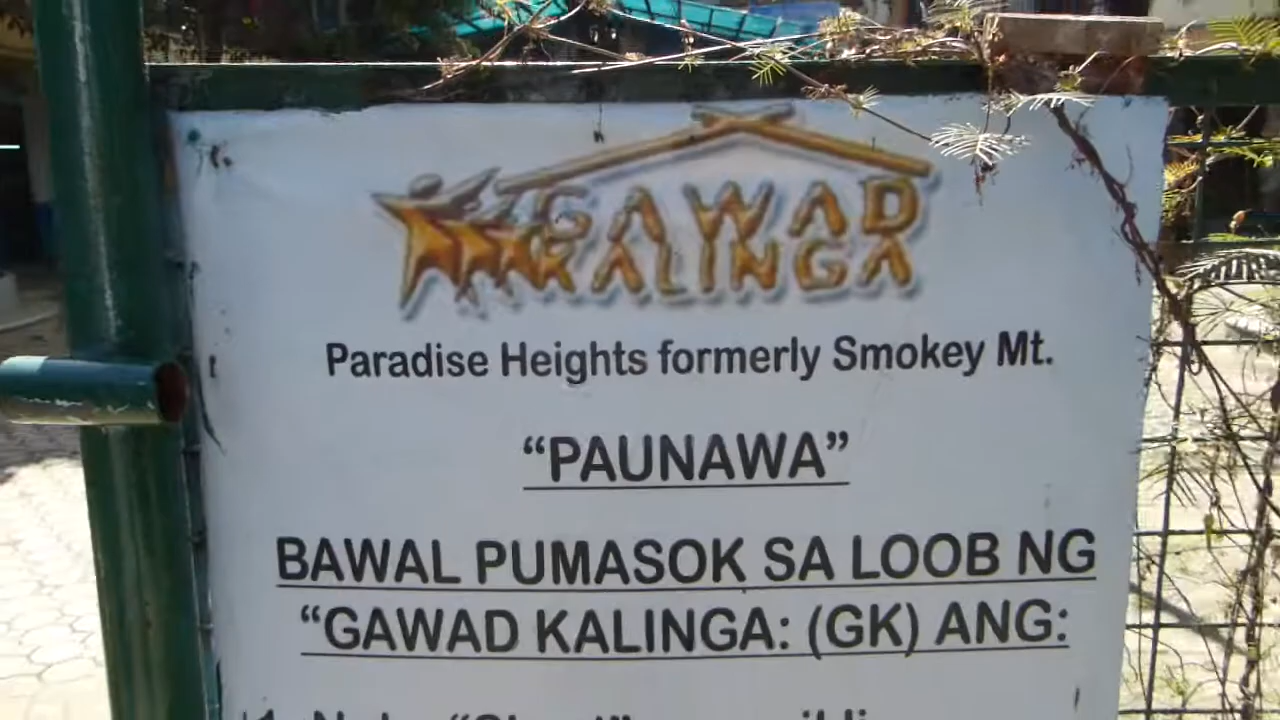 GAWAD
KALINGA
Paradise Heights formerly Smokey Mt.
“PAUNAWA”
BAWAL PUMASOK SA LOOB NG
“GAWAD KALINGA: (GK) ANG: